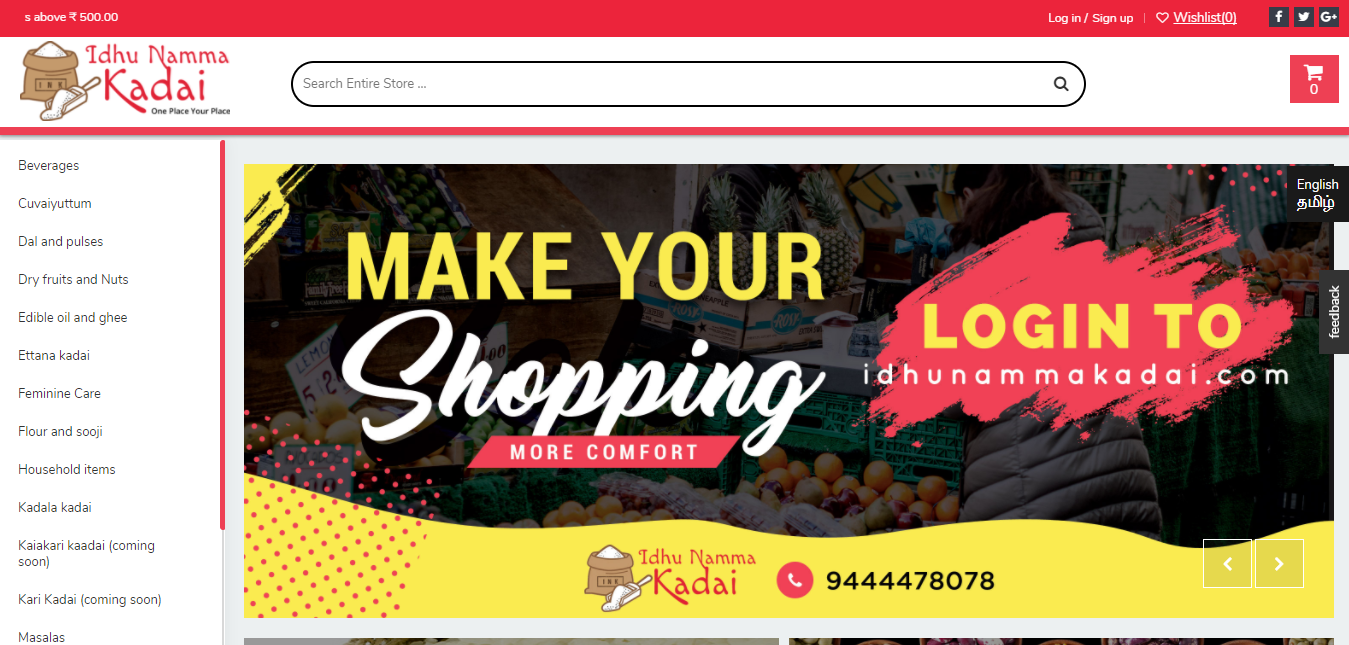 s above ₹ 500.00
Log in / Sign up | Wishlist(0)
Idhu Namma
Kadai
INK
One Place Your Place
Search Entire Store ...
0
Beverages
Cuvaiyuttum
Dal and pulses
Dry fruits and Nuts
Edible oil and ghee
Ettana kadai
Feminine Care
Flour and sooji
Household items
Kadala kadai
Kaiakari kaadai (coming
soon)
Kari Kadai (coming soon)
Masalas
MAKE YOUR
Shopping
MORE COMFORT
LOGIN TO
idhunammakadai.com
Idhu Namma
Kadai
INK
9444478078
English
தமிழ்
feedback